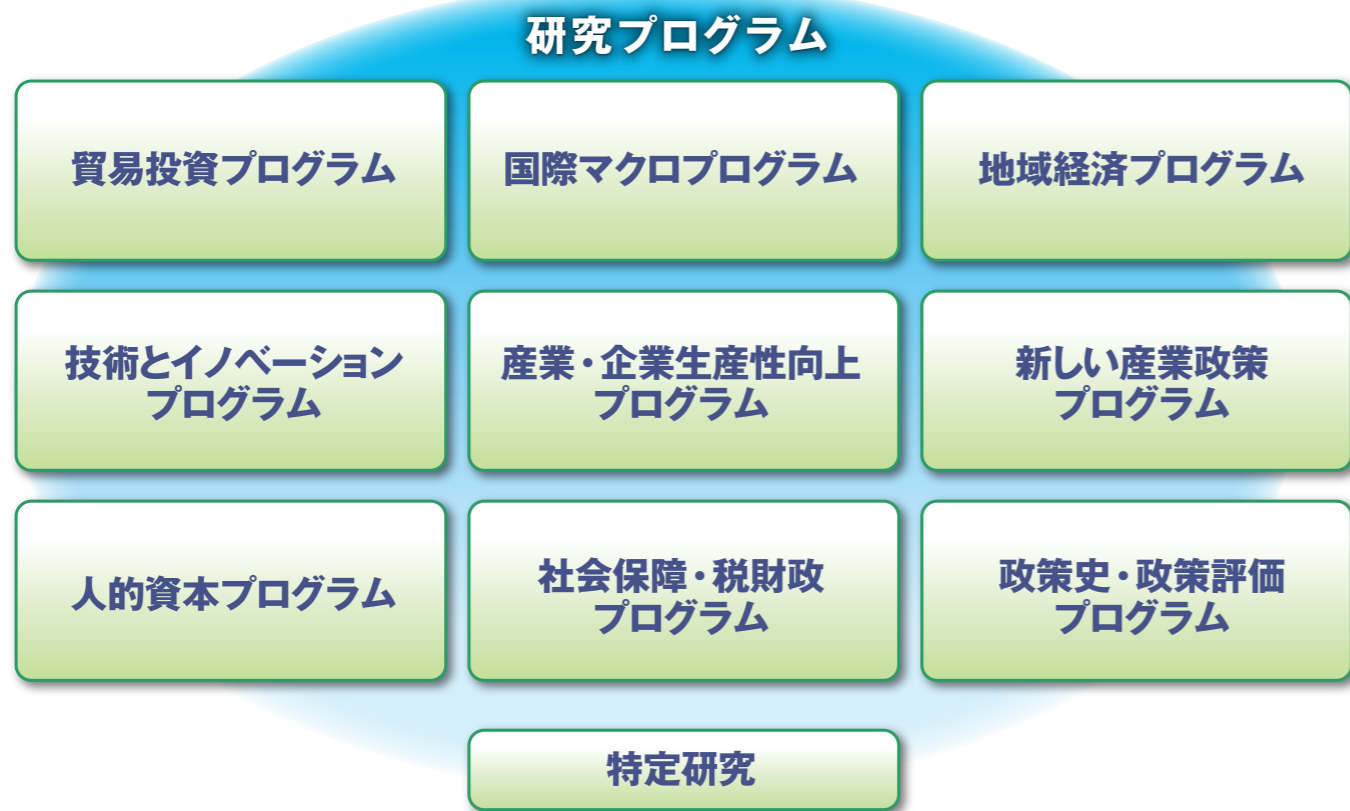 研究プログラム
貿易投資プログラム
国際マクロプログラム
地域経済プログラム
技術とイノベーション
プログラム
産業・企業生産性向上
プログラム
新しい産業政策
プログラム
人的資本プログラム
社会保障・税財政
プログラム
政策史・政策評価
プログラム
特定研究